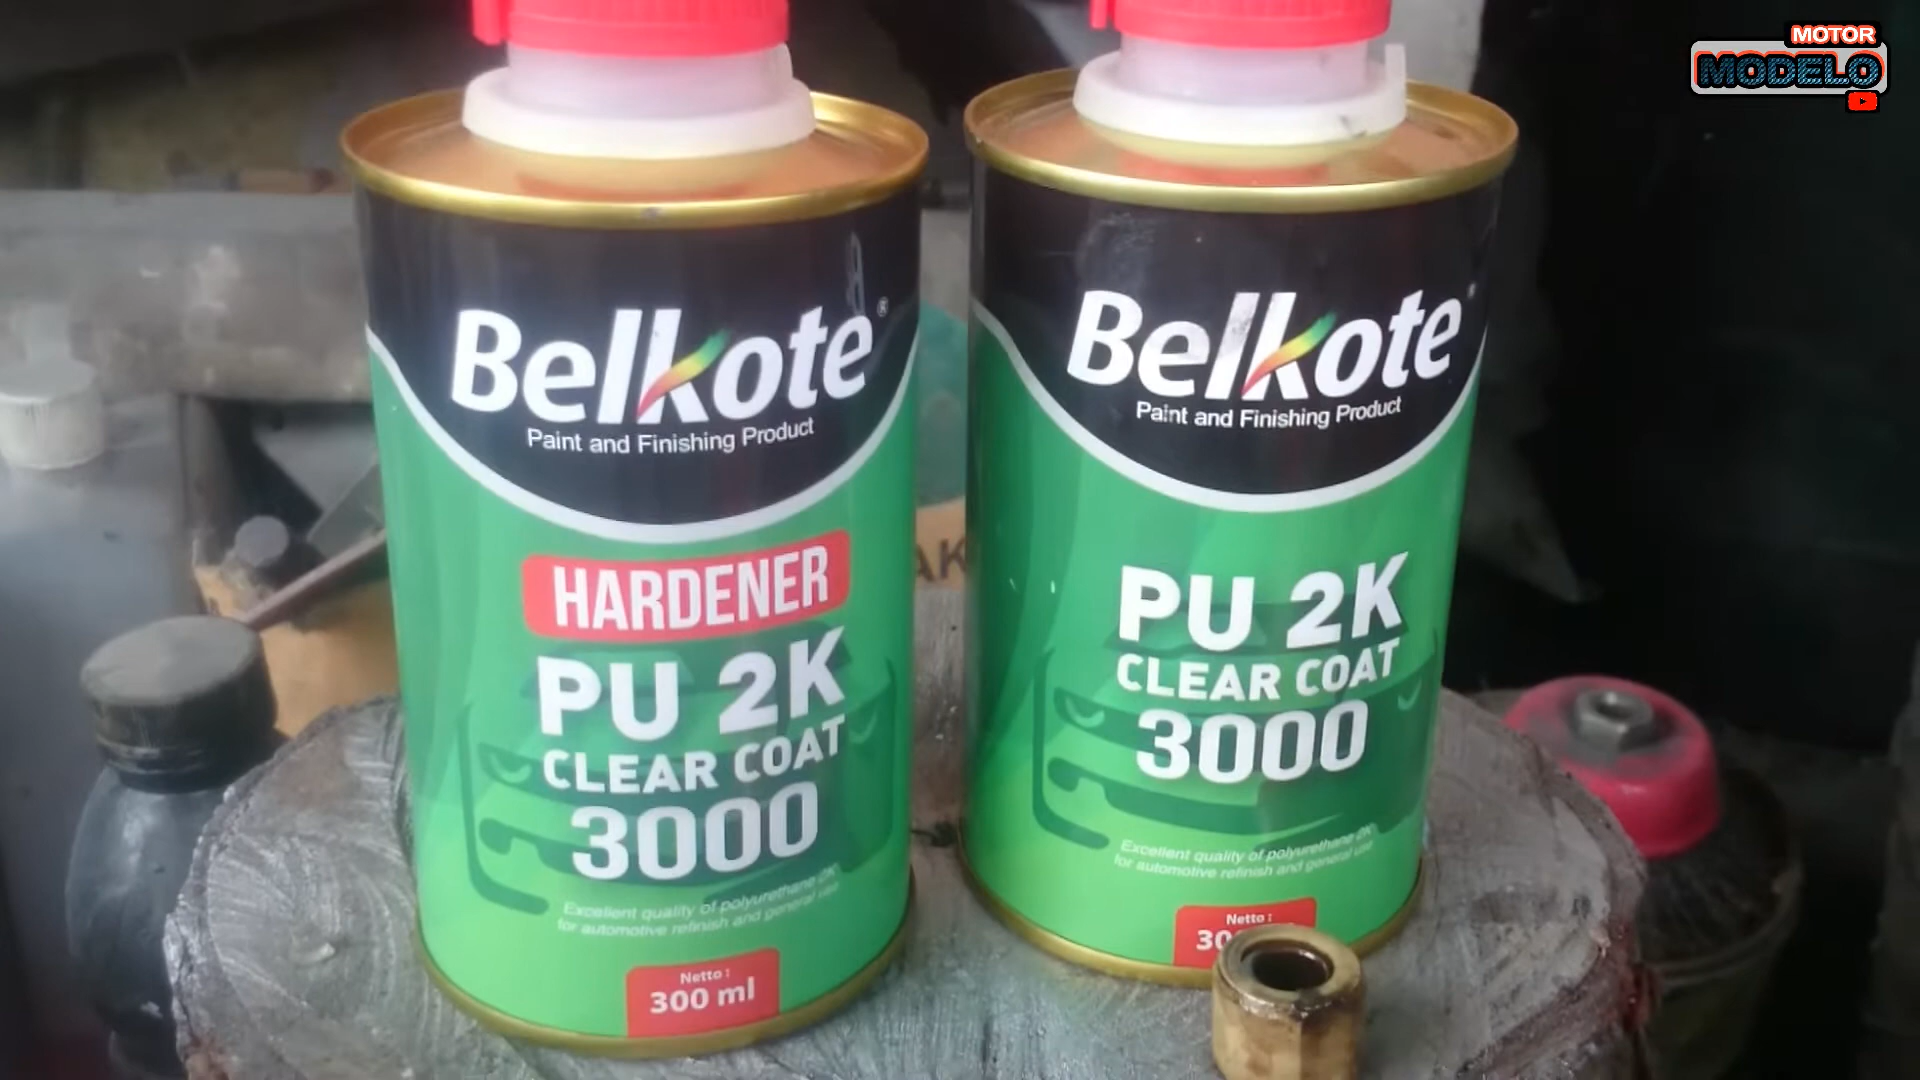 MOTOR
MODELO
Belkote®
Paint and Finishing Product
HARDENER
PU 2K
CLEAR COAT
3000
Excellent quality of polyurethane 2K
for automotive refinish and general use
Netto :
300 ml
Belkote
Paint and Finishing Product
PU 2K
CLEAR COAT
3000
Excellent quality of polyurethane 2K
for automotive refinish and general use
Netto :
AK